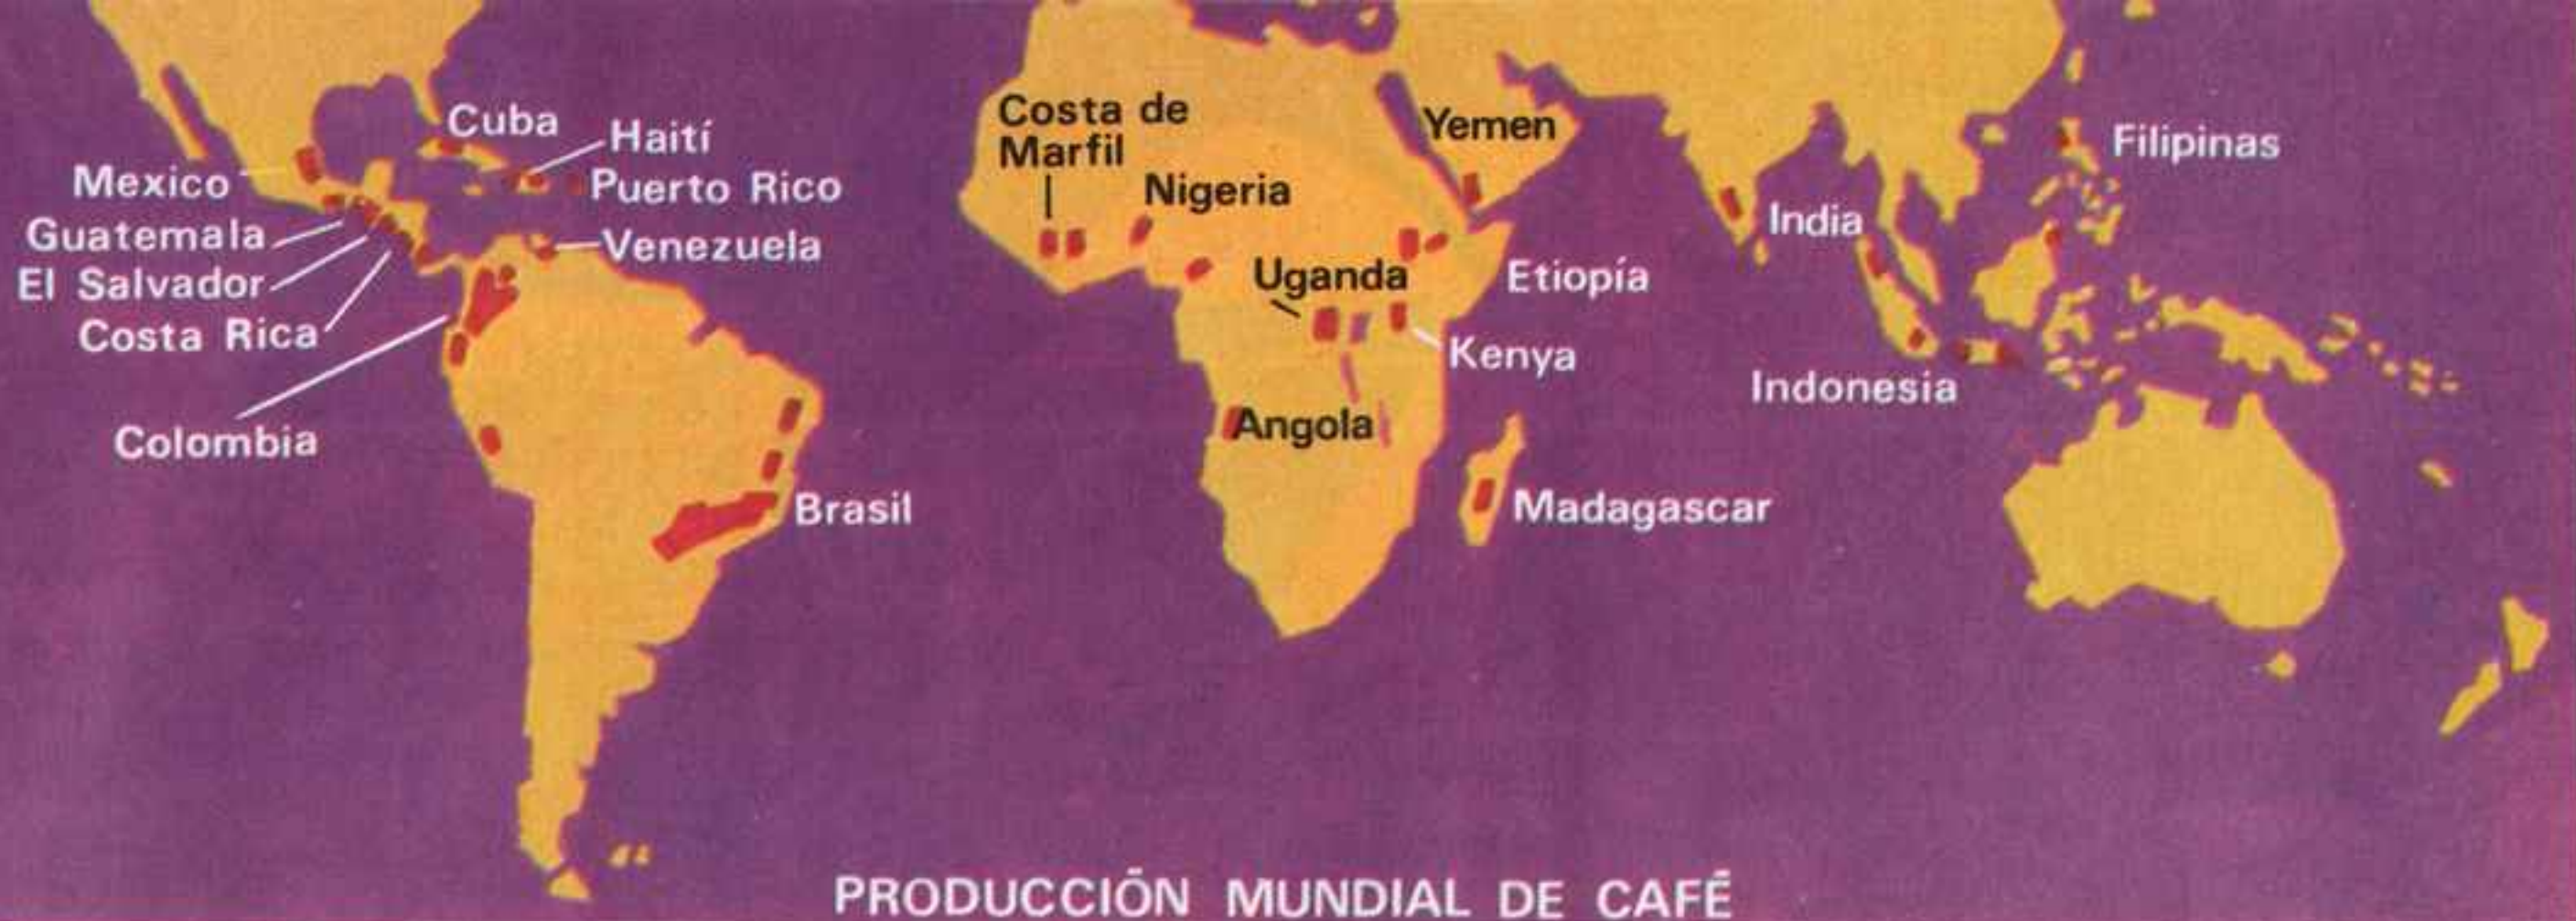 Cuba
Haití
Mexico
Puerto Rico
Guatemala
Venezuela
El Salvador
Costa Rica
Colombia
Brasil
Costa de
Marfil
Nigeria
Yemen
Uganda
Etiopía
Kenya
Angola
Madagascar
India
Filipinas
Indonesia
PRODUCCIÓN MUNDIAL DE CAFÉ